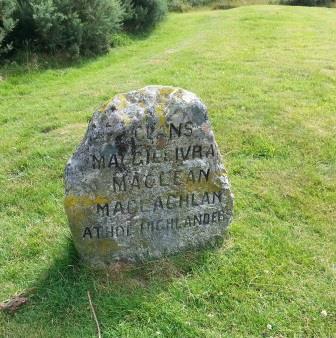 CLANS
MACGILLIVRAY
MACLEAN
MACLACHLAN
ATHOL HIGHLANDERS